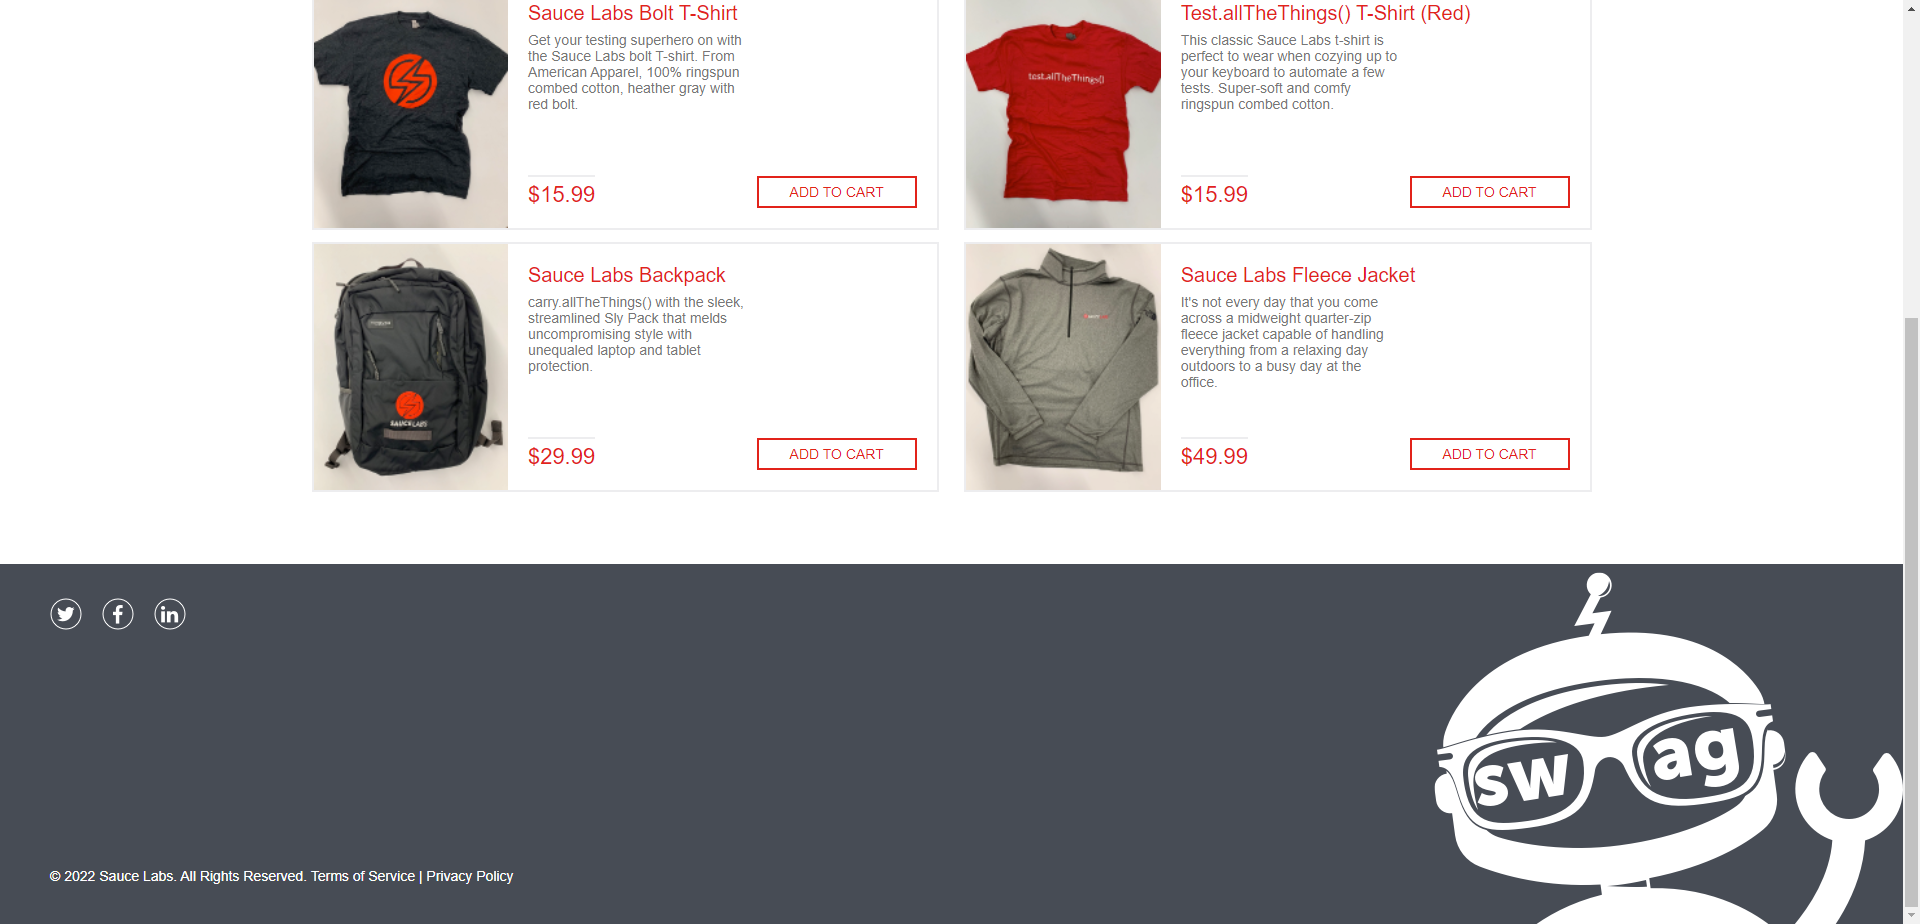 Sauce Labs Bolt T-Shirt
Get your testing superhero on with
the Sauce Labs bolt T-shirt. From
American Apparel, 100% ringspun
combed cotton, heather gray with
red bolt.
$15.99
ADD TO CART
test.allTheThings()
Test.allTheThings() T-Shirt (Red)
This classic Sauce Labs t-shirt is
perfect to wear when cozying up to
your keyboard to automate a few
tests. Super-soft and comfy
ringspun combed cotton.
$15.99
ADD TO CART
SAUCELABS
Sauce Labs Backpack
carry.allTheThings() with the sleek,
streamlined Sly Pack that melds
uncompromising style with
unequaled laptop and tablet
protection.
$29.99
ADD TO CART
Sauce Labs Fleece Jacket
It's not every day that you come
across a midweight quarter-zip
fleece jacket capable of handling
everything from a relaxing day
outdoors to a busy day at the
office.
$49.99
ADD TO CART
swag
© 2022 Sauce Labs. All Rights Reserved. Terms of Service | Privacy Policy